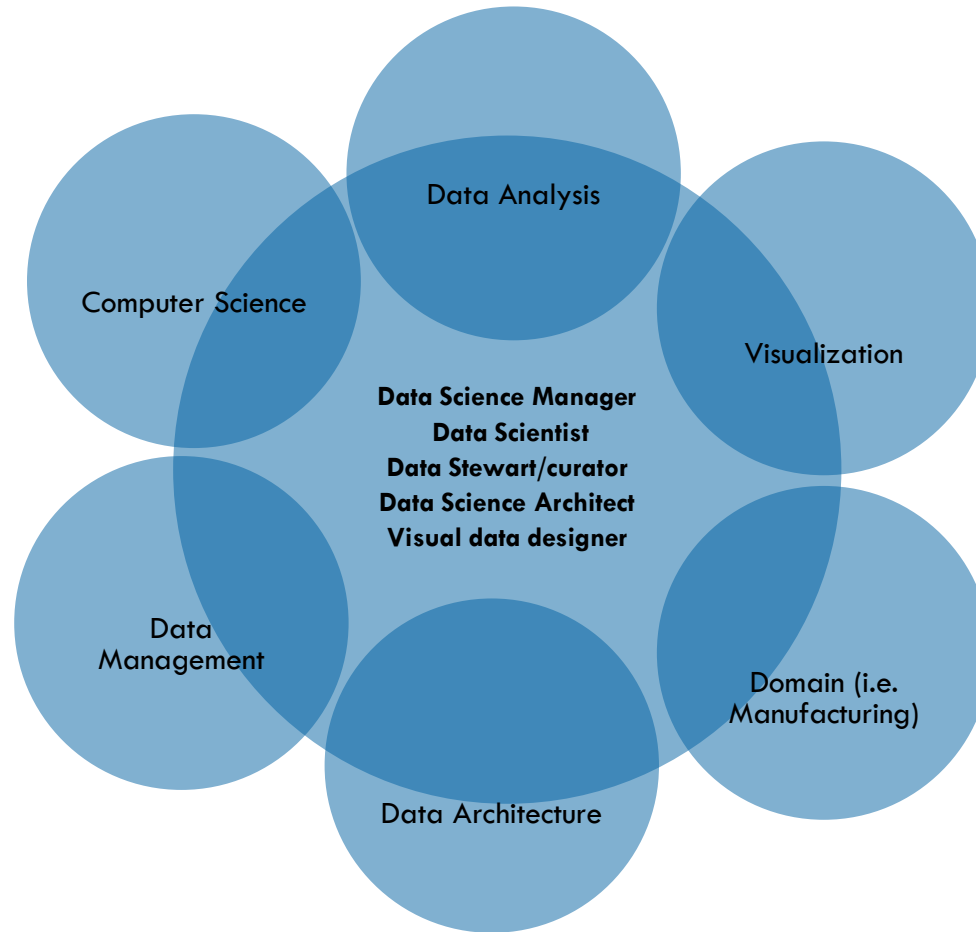 Data Analysis
Computer Science
Visualization
Data Science Manager
Data Scientist
Data Stewart/curator
Data Science Architect
Visual data designer
Data
Management
Domain (i.e.
Manufacturing)
Data Architecture